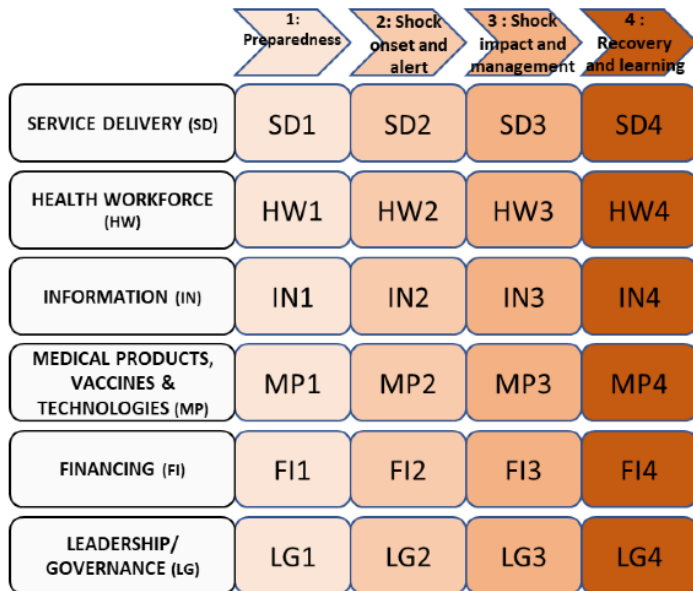 1:
Preparedness
2: Shock
onset and
alert
3 : Shock
impact and
management
4 :
Recovery
and learning
SERVICE DELIVERY (SD)
SD1
SD2
SD3
SD4
HEALTH WORKFORCE
(HW)
HW1
HW2
HW3
HW4
INFORMATION (IN)
IN1
IN2
IN3
IN4
MEDICAL PRODUCTS,
VACCINES &
TECHNOLOGIES (MP)
MP1
MP2
MP3
MP4
FINANCING (FI)
FI1
FI2
FI3
FI4
LEADERSHIP/
GOVERNANCE (LG)
LG1
LG2
LG3
LG4